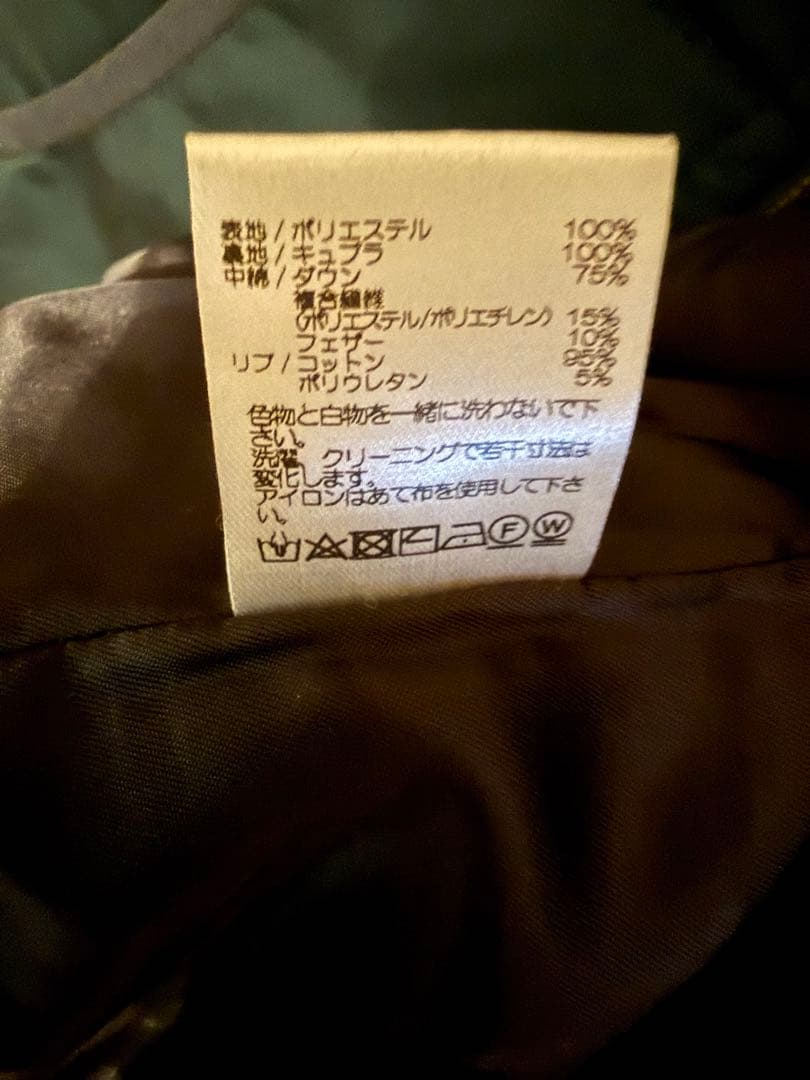 表地/ポリエステル 100%
裏地/キュプラ 100%
中綿/ダウン 75%
複合繊維
(ポリエステル/ポリエチレン) 15%
フェザー 10%
リブ/コットン 95%
ポリウレタン 5%
色物と白物を一緒に洗わないで下
さい。
洗濯、クリーニングで若干寸法は
変化します。
アイロンはあて布を使用して下さ
い。
F W